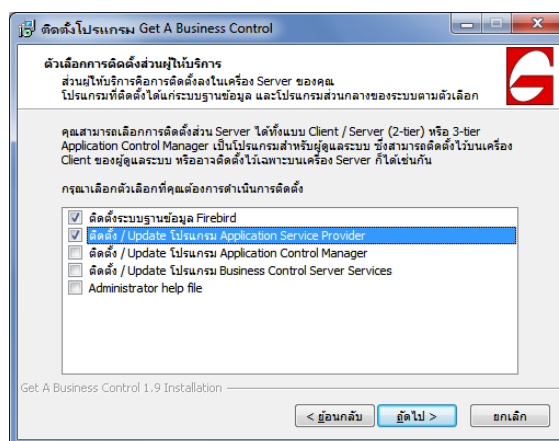 ติดตั้งโปรแกรม Get A Business Control
ตัวเลือกการติดตั้งส่วนผู้ให้บริการ
ส่วนผู้ให้บริการคือการติดตั้งลงในเครื่อง Server ของคุณ
โปรแกรมที่ติดตั้งได้แก่ระบบฐานข้อมูล และโปรแกรมส่วนกลางของระบบตามตัวเลือก
คุณสามารถเลือกการติดตั้งส่วน Server ได้ทั้งแบบ Client / Server (2-tier) หรือ 3-tier
Application Control Manager เป็นโปรแกรมสำหรับผู้ดูแลระบบ ซึ่งสามารถติดตั้งไว้บนเครื่อง
Client ของผู้ดูแลระบบ หรืออาจติดตั้งไว้เฉพาะบนเครื่อง Server ก็ได้เช่นกัน
กรุณาเลือกตัวเลือกที่คุณต้องการดำเนินการติดตั้ง
ติดตั้งระบบฐานข้อมูล Firebird
ติดตั้ง / Update โปรแกรม Application Service Provider
ติดตั้ง / Update โปรแกรม Application Control Manager
ติดตั้ง / Update โปรแกรม Business Control Server Services
Administrator help file
Get A Business Control 1.9 Installation
< ย้อนกลับ ถัดไป > ยกเลิก